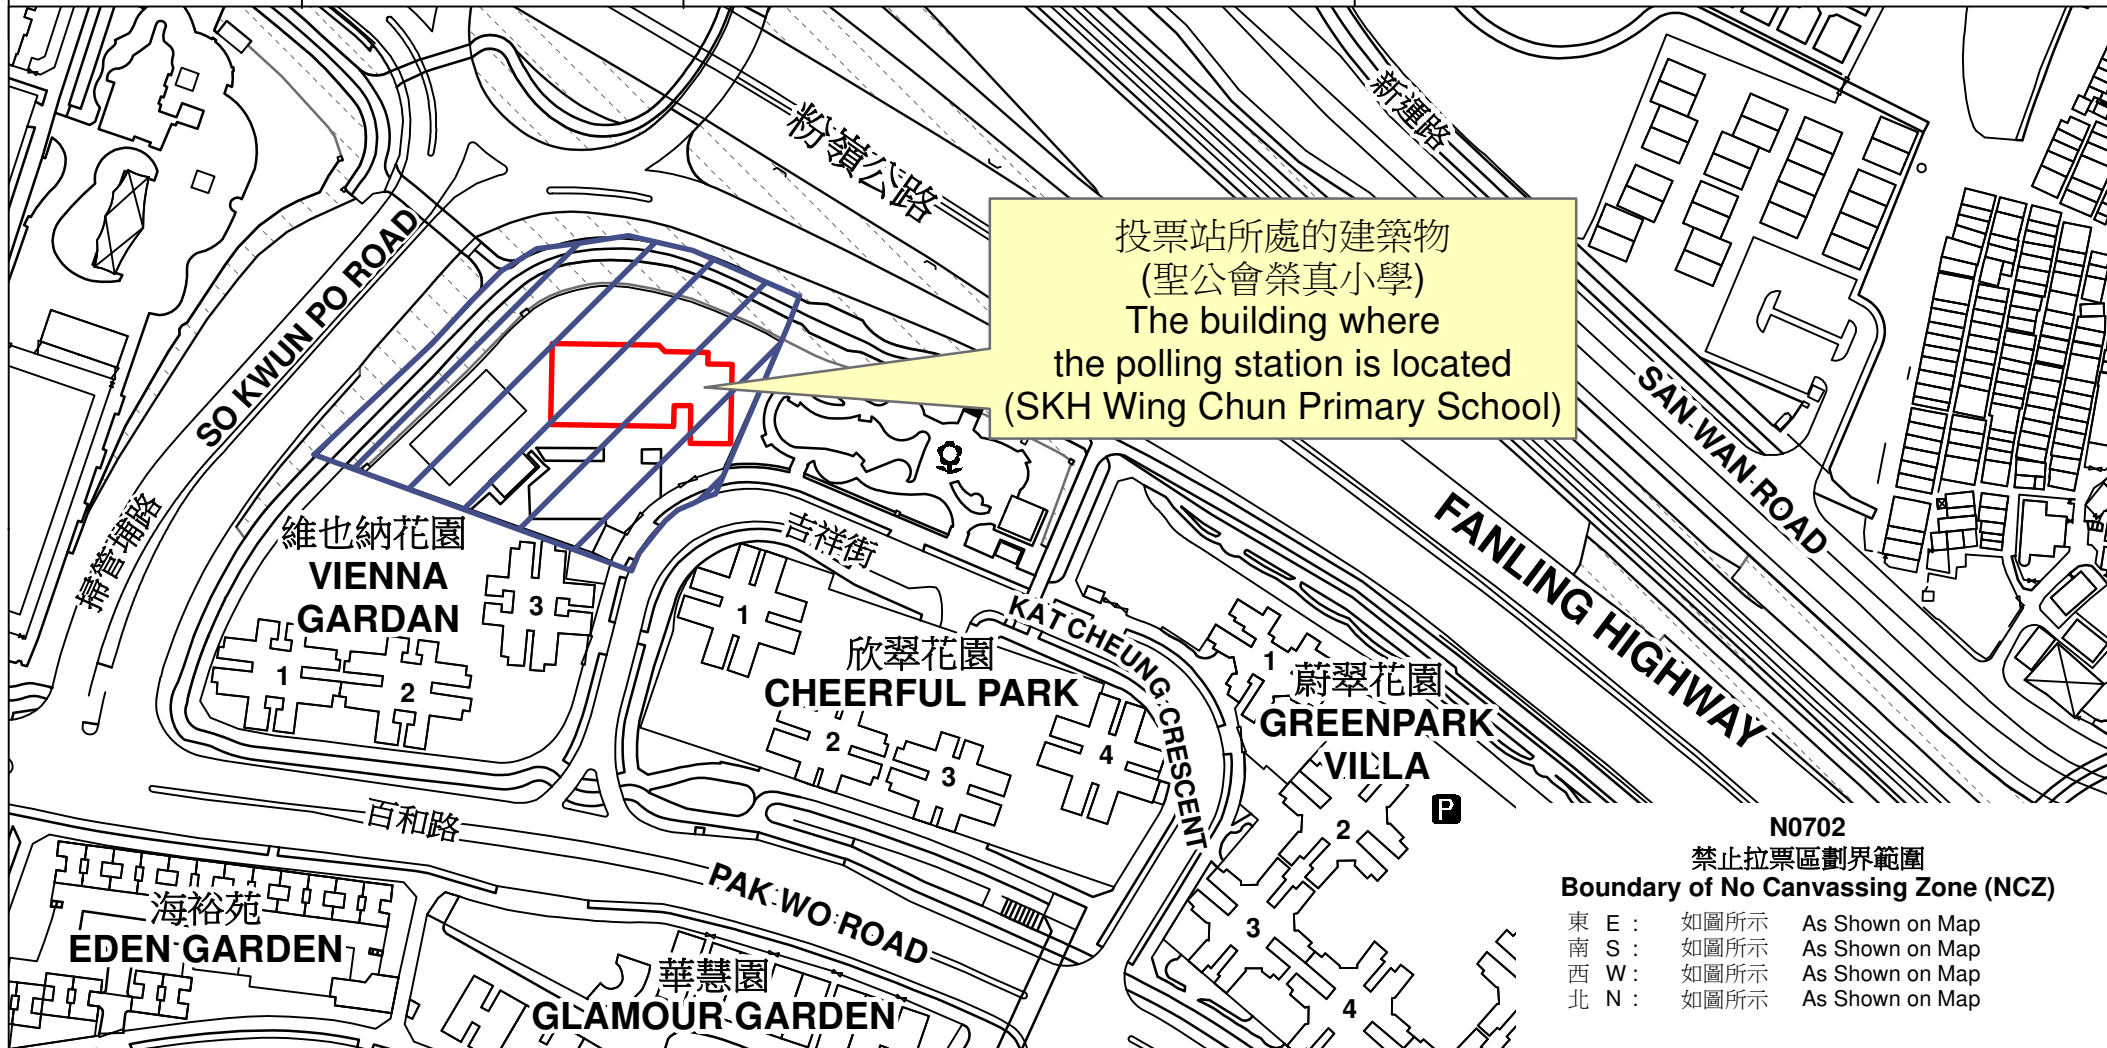 粉嶺公路
新運路
投票站所處的建築物
(聖公會榮真小學)
The building where
the polling station is located
(SKH Wing Chun Primary School)
SO KWUN PO ROAD
掃管埔路
SAN WAN ROAD
FANLING HIGHWAY
維也納花園
VIENNA
GARDAN
1
2
3
吉祥街
KAT CHEUNG CRESCENT
欣翠花園
CHEERFUL PARK
1
2
3
4
蔚翠花園
GREENPARK
VILLA
1
2
3
4
P
百和路
PAK WO ROAD
海裕苑
EDEN GARDEN
華慧園
GLAMOUR GARDEN
N0702
禁止拉票區劃界範圍
Boundary of No Canvassing Zone (NCZ)
東 E : 如圖所示 As Shown on Map
南 S : 如圖所示 As Shown on Map
西 W : 如圖所示 As Shown on Map
北 N : 如圖所示 As Shown on Map